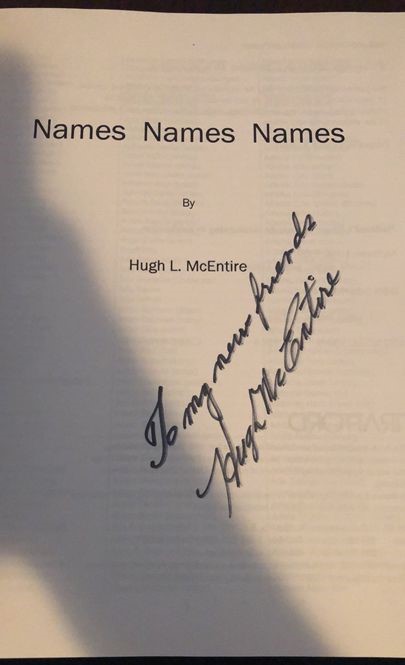 Names Names Names
By
Hugh L. McEntire
To my new friends
Hugh McEntire